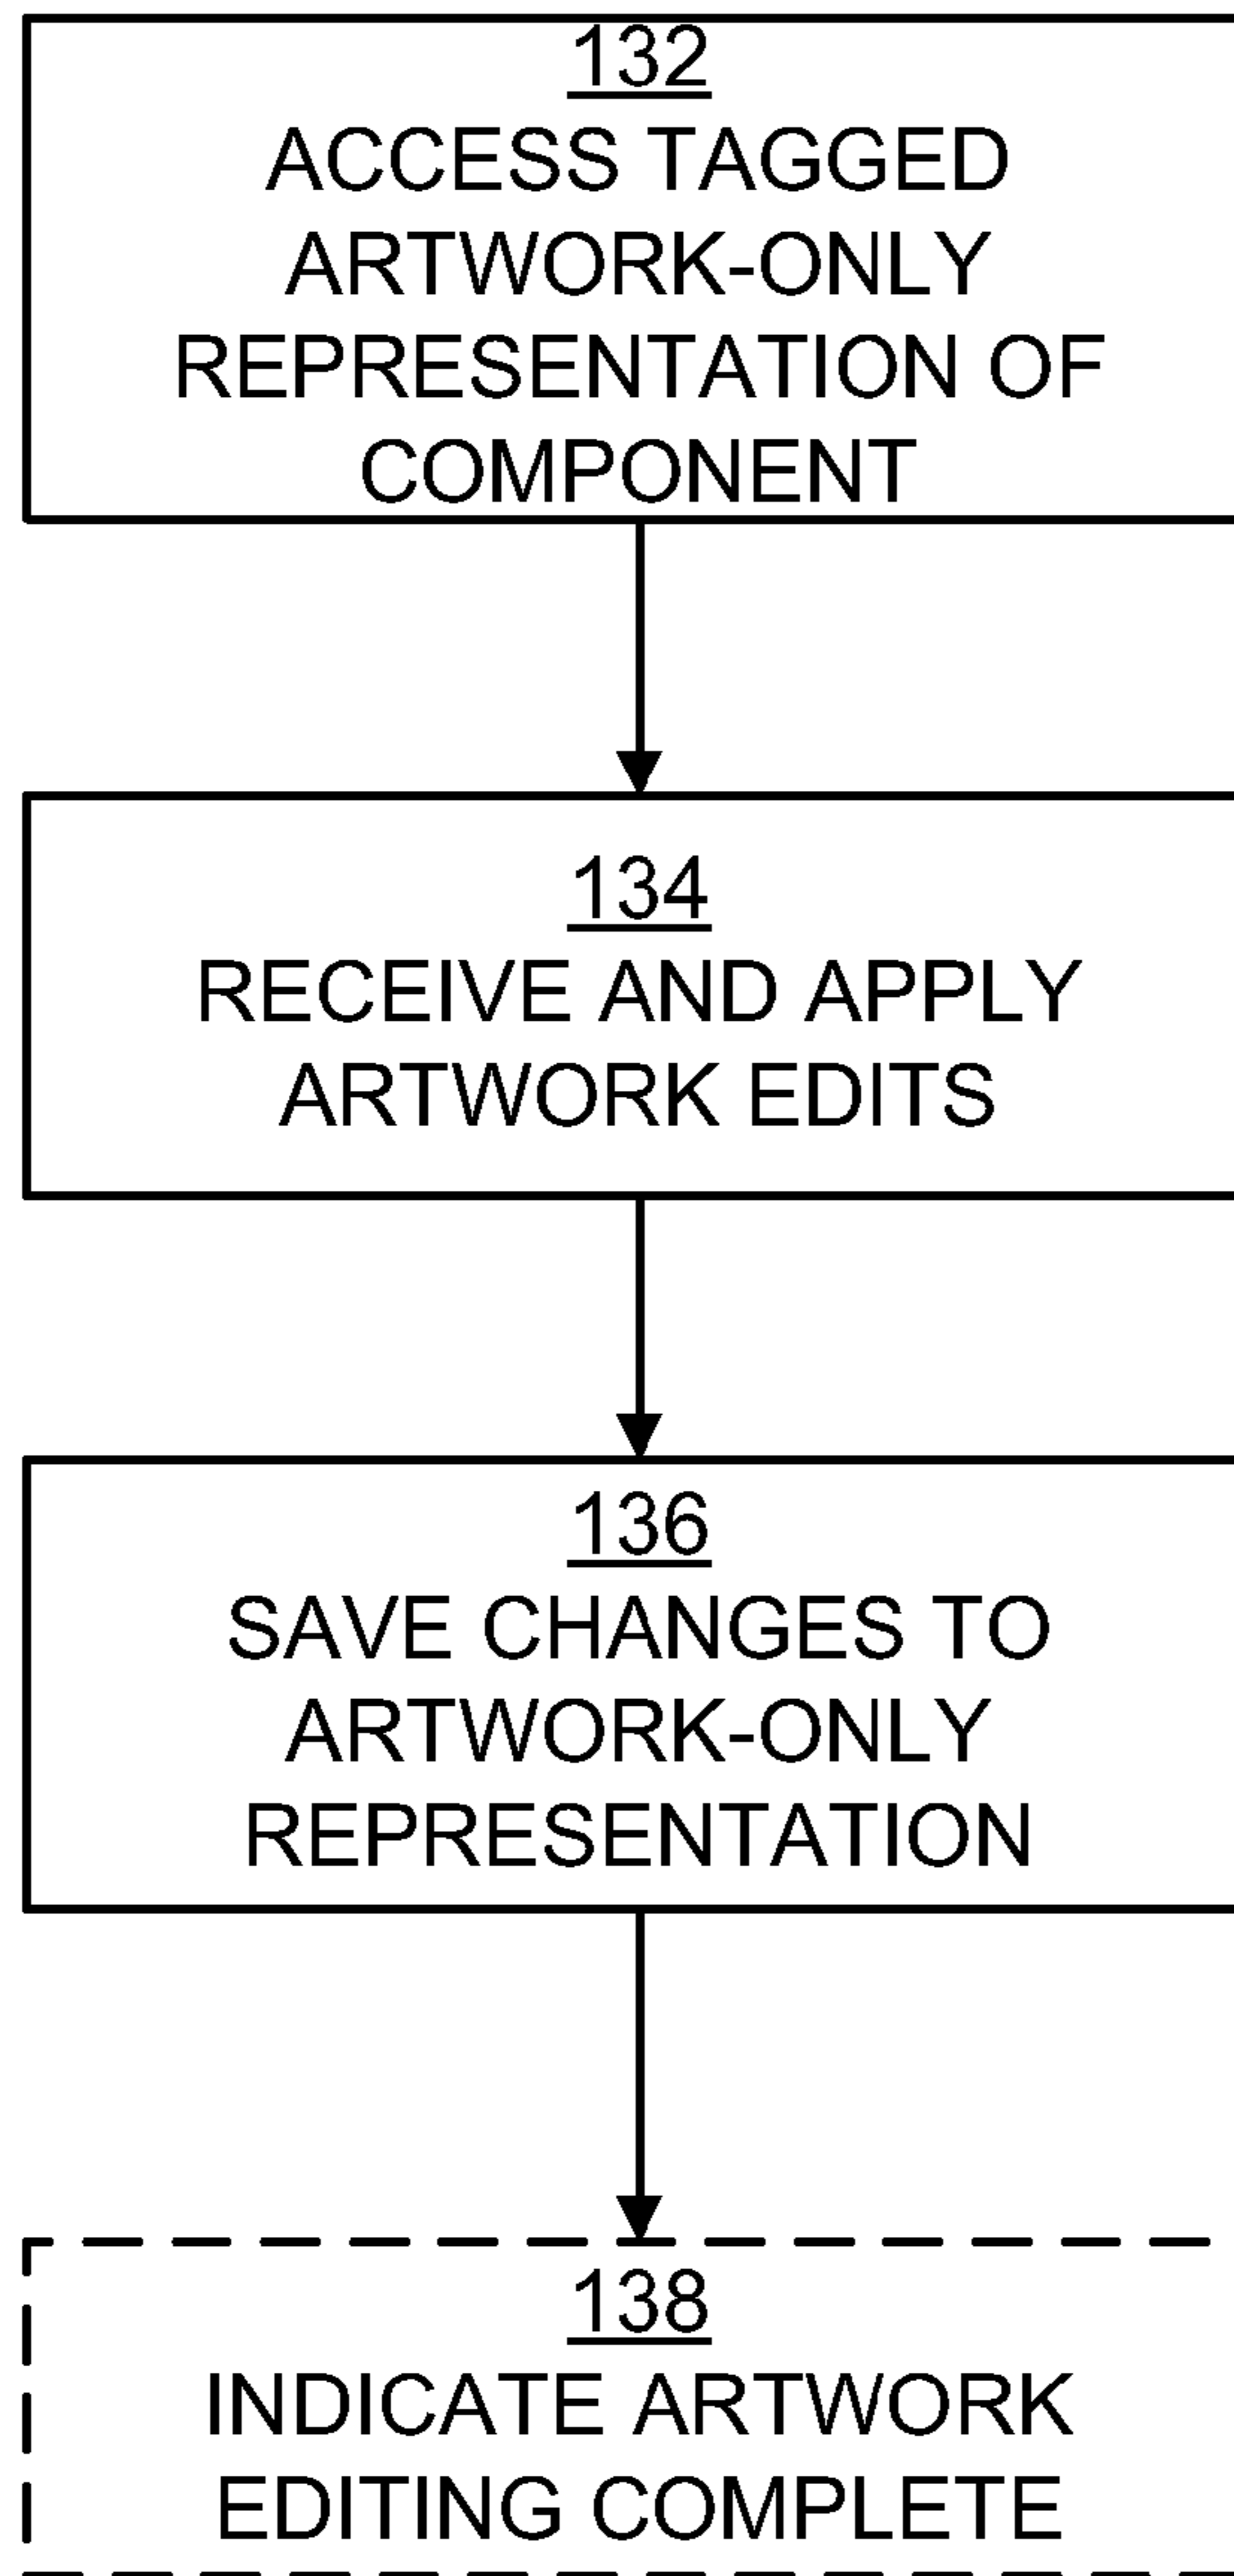 132
ACCESS TAGGED
ARTWORK-ONLY
REPRESENTATION OF
COMPONENT
134
RECEIVE AND APPLY
ARTWORK EDITS
136
SAVE CHANGES TO
ARTWORK-ONLY
REPRESENTATION
138
INDICATE ARTWORK
EDITING COMPLETE